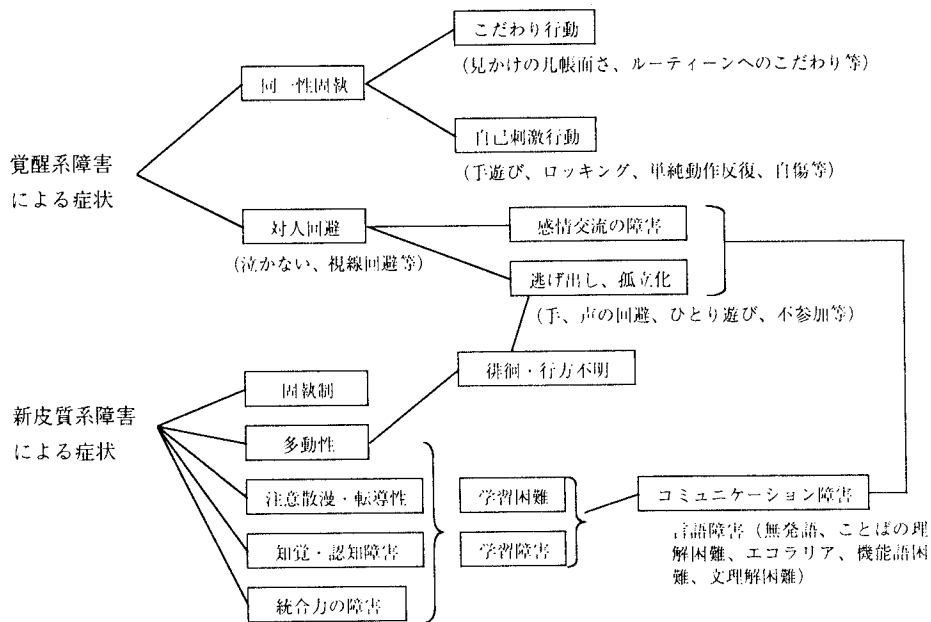 こだわり行動
(見かけの几帳面さ、ルーティーンへのこだわり等)
同一性固執
自己刺激行動
(手遊び、ロッキング、単純動作反復、自傷等)
覚醒系障害
による症状
対人回避
(泣かない、視線回避等)
感情交流の障害
逃げ出し、孤立化
(手、声の回避、ひとり遊び、不参加等)
徘徊・行方不明
新皮質系障害
による症状
固執制
多動性
注意散漫・転導性
学習困難
コミュニケーション障害
知覚・認知障害
学習障害
言語障害（無発語、ことばの理
解困難、エコラリア、機能語困
難、文理解困難）
統合力の障害